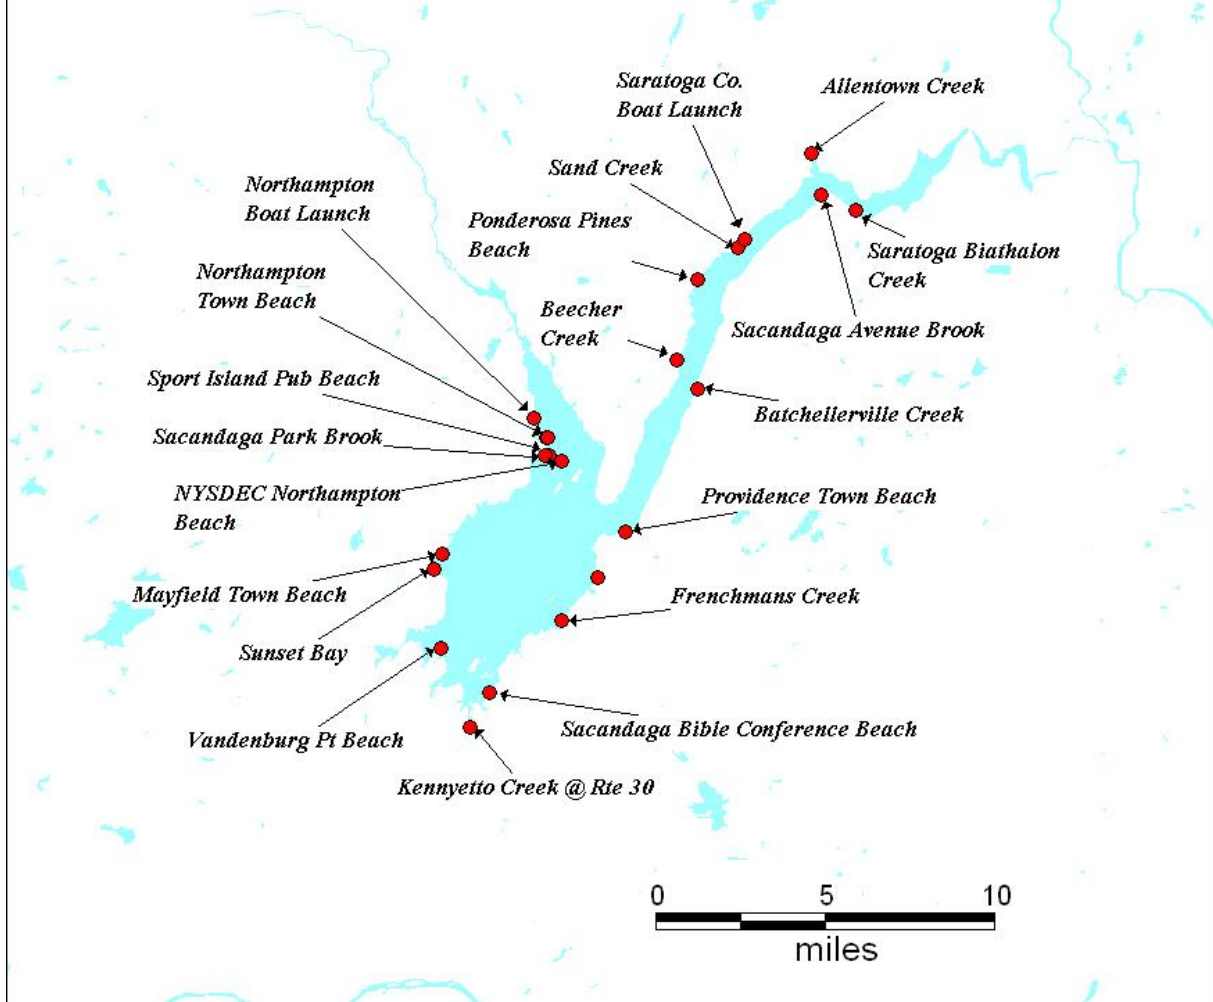 Saratoga Co.
Boat Launch
Allentown Creek
Sand Creek
Northampton
Boat Launch
Ponderosa Pines
Beach
Saratoga Biathalon
Creek
Northampton
Town Beach
Beecher
Creek
Sacandaga Avenue Brook
Sport Island Pub Beach
Batchellerville Creek
Sacandaga Park Brook
NYSDEC Northampton
Beach
Providence Town Beach
Mayfield Town Beach
Frenchmans Creek
Sunset Bay
Vandenburg Pt Beach
Sacandaga Bible Conference Beach
Kennyetto Creek @ Rte 30
0 5 10
miles